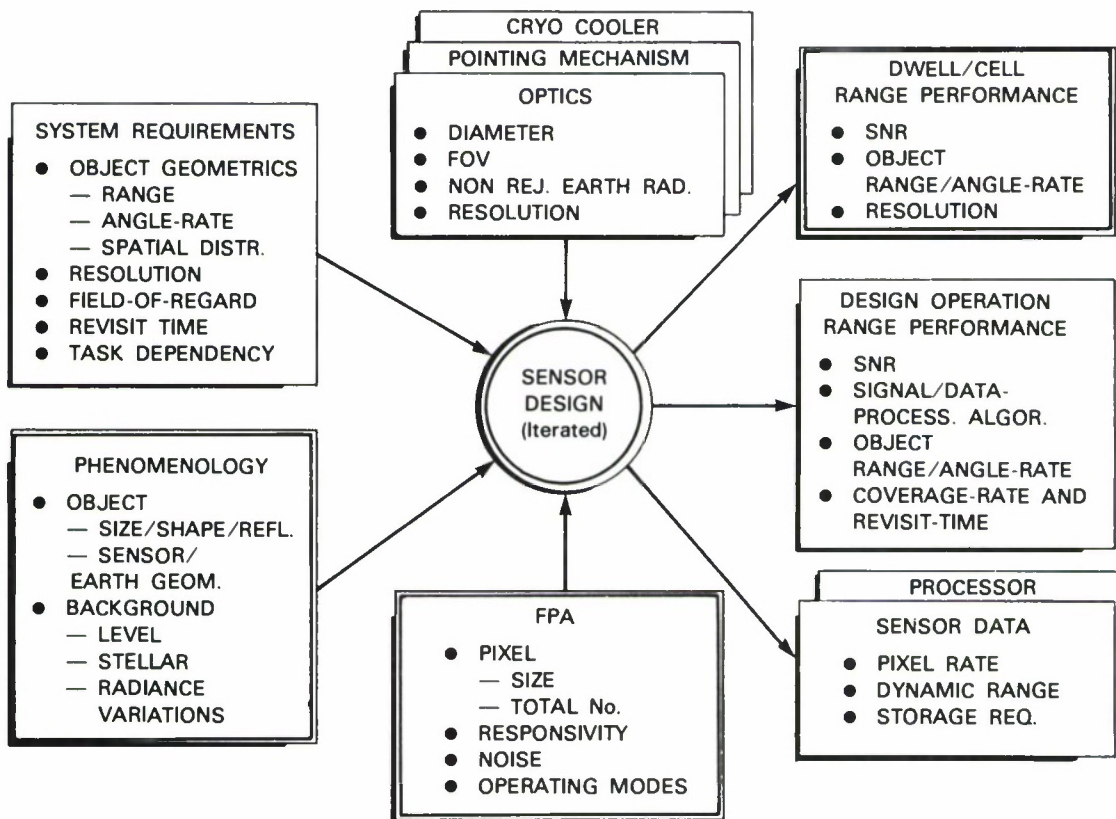 CRYO COOLER
POINTING MECHANISM
OPTICS
● DIAMETER
● FOV
● NON REJ. EARTH RAD.
● RESOLUTION
SYSTEM REQUIREMENTS
● OBJECT GEOMETRICS
— RANGE
— ANGLE-RATE
— SPATIAL DISTR.
● RESOLUTION
● FIELD-OF-REGARD
● REVISIT TIME
● TASK DEPENDENCY
PHENOMENOLOGY
● OBJECT
— SIZE/SHAPE/REFL.
— SENSOR/
EARTH GEOM.
● BACKGROUND
— LEVEL
— STELLAR
— RADIANCE
VARIATIONS
SENSOR
DESIGN
(Iterated)
FPA
● PIXEL
— SIZE
— TOTAL No.
● RESPONSIVITY
● NOISE
● OPERATING MODES
DWELL/CELL
RANGE PERFORMANCE
● SNR
● OBJECT
RANGE/ANGLE-RATE
● RESOLUTION
DESIGN OPERATION
RANGE PERFORMANCE
● SNR
● SIGNAL/DATA-
PROCESS. ALGOR.
● OBJECT
RANGE/ANGLE-RATE
● COVERAGE-RATE AND
REVISIT-TIME
PROCESSOR
SENSOR DATA
● PIXEL RATE
● DYNAMIC RANGE
● STORAGE REQ.